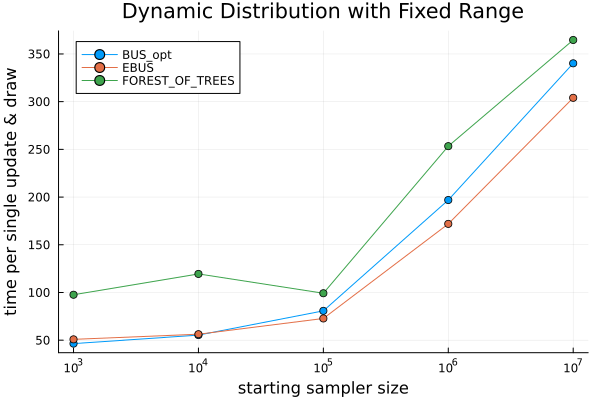 Dynamic Distribution with Fixed Range
time per single update & draw
350
300
250
200
150
100
50
BUS_opt
EBUS
FOREST_OF_TREES
10³ 10⁴ 10⁵ 10⁶ 10⁷
starting sampler size